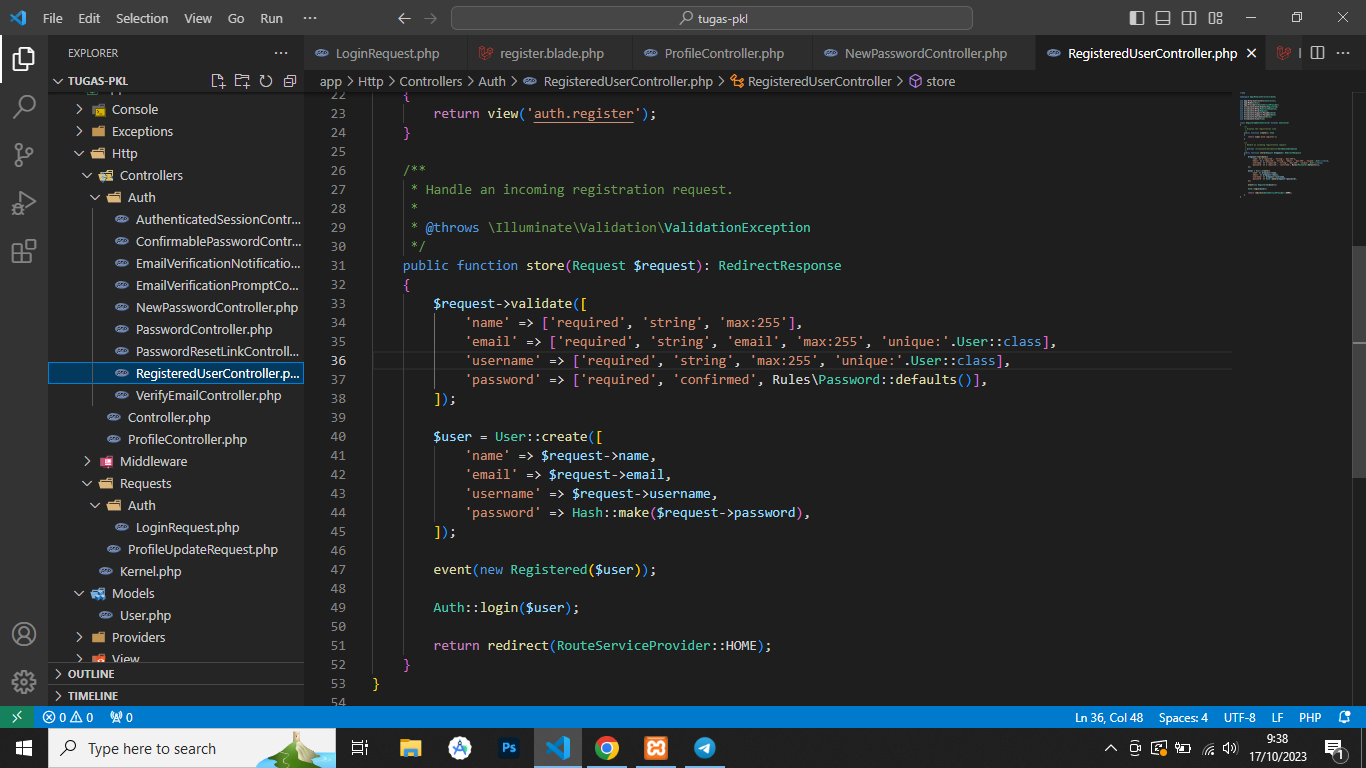 File Edit Selection View Go Run ···
tugas-pkl
EXPLORER
TUGAS-PKL
Console
Exceptions
Http
Controllers
Auth
AuthenticatedSessionContr...
ConfirmablePasswordContr...
EmailVerificationNotificatio...
EmailVerificationPromptCo...
NewPasswordController.php
PasswordController.php
PasswordResetLinkControll...
RegisteredUserController.p...
VerifyEmailController.php
Controller.php
ProfileController.php
Middleware
Requests
Auth
LoginRequest.php
ProfileUpdateRequest.php
Kernel.php
Models
User.php
Providers
View
OUTLINE
TIMELINE
LoginRequest.php register.blade.php ProfileController.php NewPasswordController.php RegisteredUserController.php
app > Http > Controllers > Auth > RegisteredUserController.php > RegisteredUserController > store
22 {
23 return view('auth.register');
24 }
25
26 /**
27 * Handle an incoming registration request.
28 *
29 * @throws \Illuminate\Validation\ValidationException
30 */
31 public function store(Request $request): RedirectResponse
32 {
33 $request->validate([
34 'name' => ['required', 'string', 'max:255'],
35 'email' => ['required', 'string', 'email', 'max:255', 'unique:'.User::class],
36 'username' => ['required', 'string', 'max:255', 'unique:'.User::class],
37 'password' => ['required', 'confirmed', Rules\Password::defaults()],
38 ]);
39
40 $user = User::create([
41 'name' => $request->name,
42 'email' => $request->email,
43 'username' => $request->username,
44 'password' => Hash::make($request->password),
45 ]);
46
47 event(new Registered($user));
48
49 Auth::login($user);
50
51 return redirect(RouteServiceProvider::HOME);
52 }
53 }
54
0 0 0 Ln 36, Col 48 Spaces: 4 UTF-8 LF PHP
Type here to search
Ps
9:38
17/10/2023
1